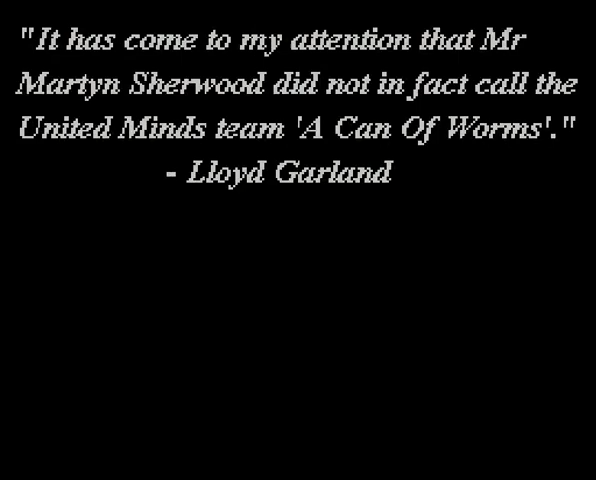 "It has come to my attention that Mr
Martyn Sherwood did not in fact call the
United Minds team 'A Can Of Worms'."
- Lloyd Garland